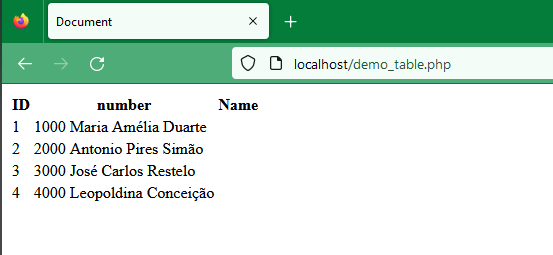 Document
localhost/demo_table.php
ID number Name
1 1000 Maria Amélia Duarte
2 2000 Antonio Pires Simão
3 3000 José Carlos Restelo
4 4000 Leopoldina Conceição